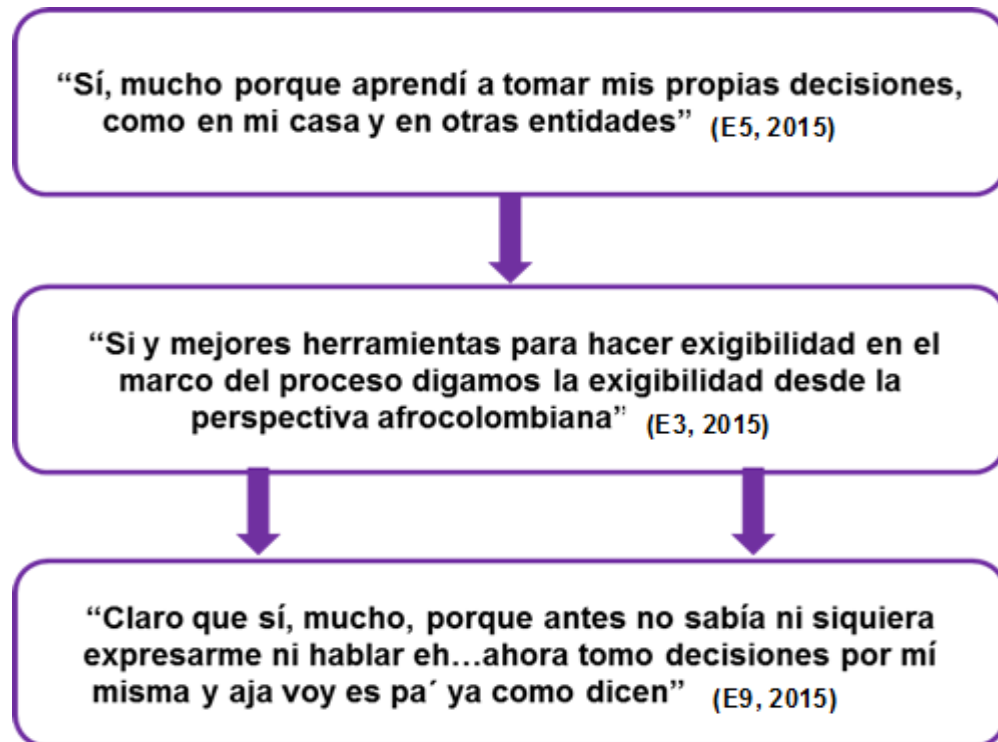 “Sí, mucho porque aprendí a tomar mis propias decisiones,
como en mi casa y en otras entidades” (E5, 2015)
“Si y mejores herramientas para hacer exigibilidad en el
marco del proceso digamos la exigibilidad desde la
perspectiva afrocolombiana” (E3, 2015)
“Claro que sí, mucho, porque antes no sabía ni siquiera
expresarme ni hablar eh…ahora tomo decisiones por mí
misma y aja voy es pa´ ya como dicen” (E9, 2015)